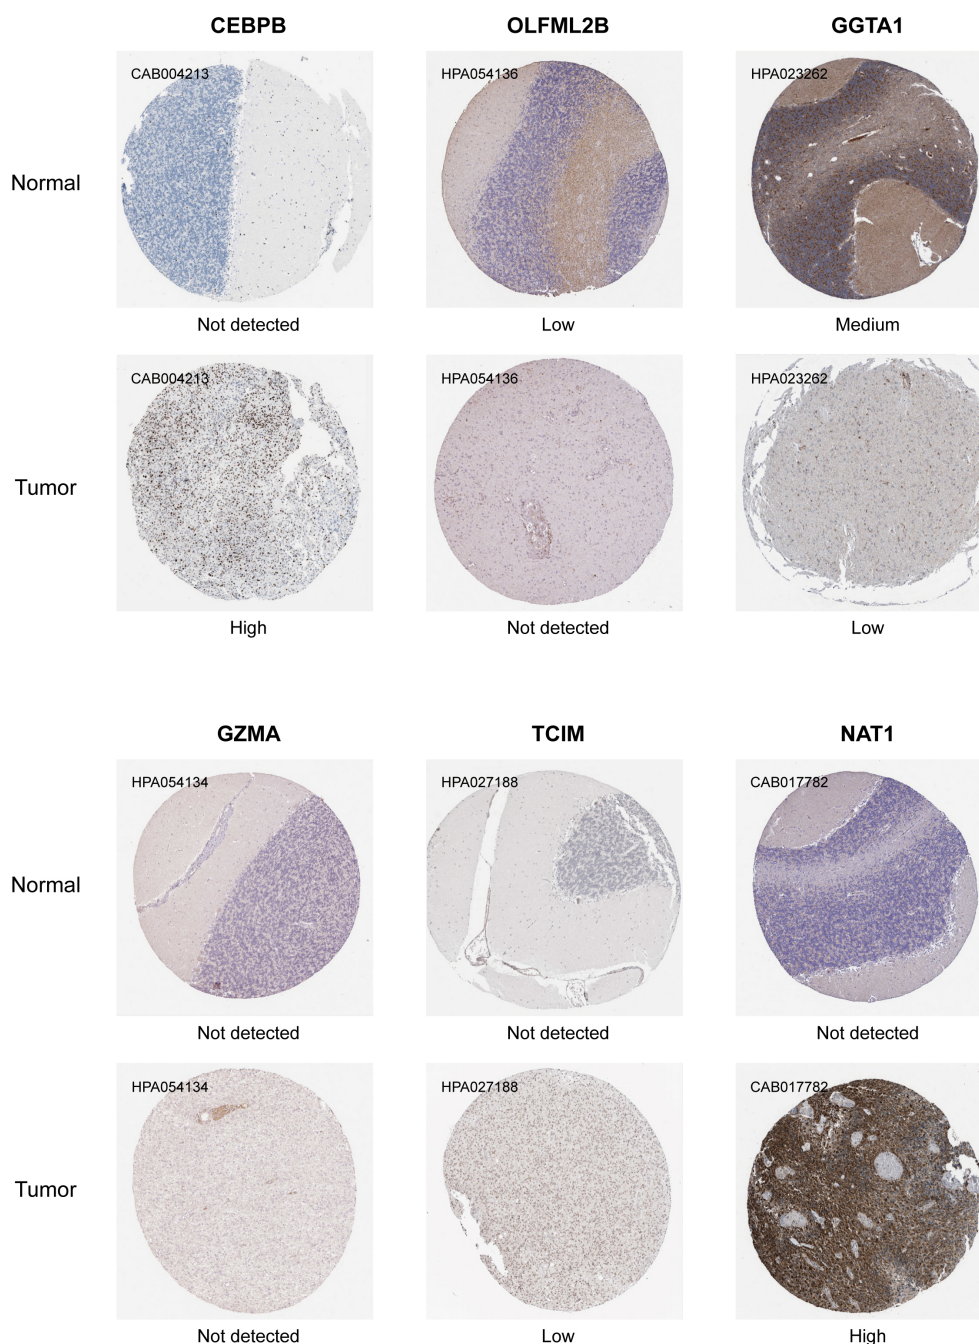 CEBPB OLFML2B GGTA1
CAB004213 HPA054136 HPA023262
Normal
Not detected Low Medium
CAB004213 HPA054136 HPA023262
Tumor
High Not detected Low
GZMA TCIM NAT1
HPA054134 HPA027188 CAB017782
Normal
Not detected Not detected Not detected
HPA054134 HPA027188 CAB017782
Tumor
Not detected Low High